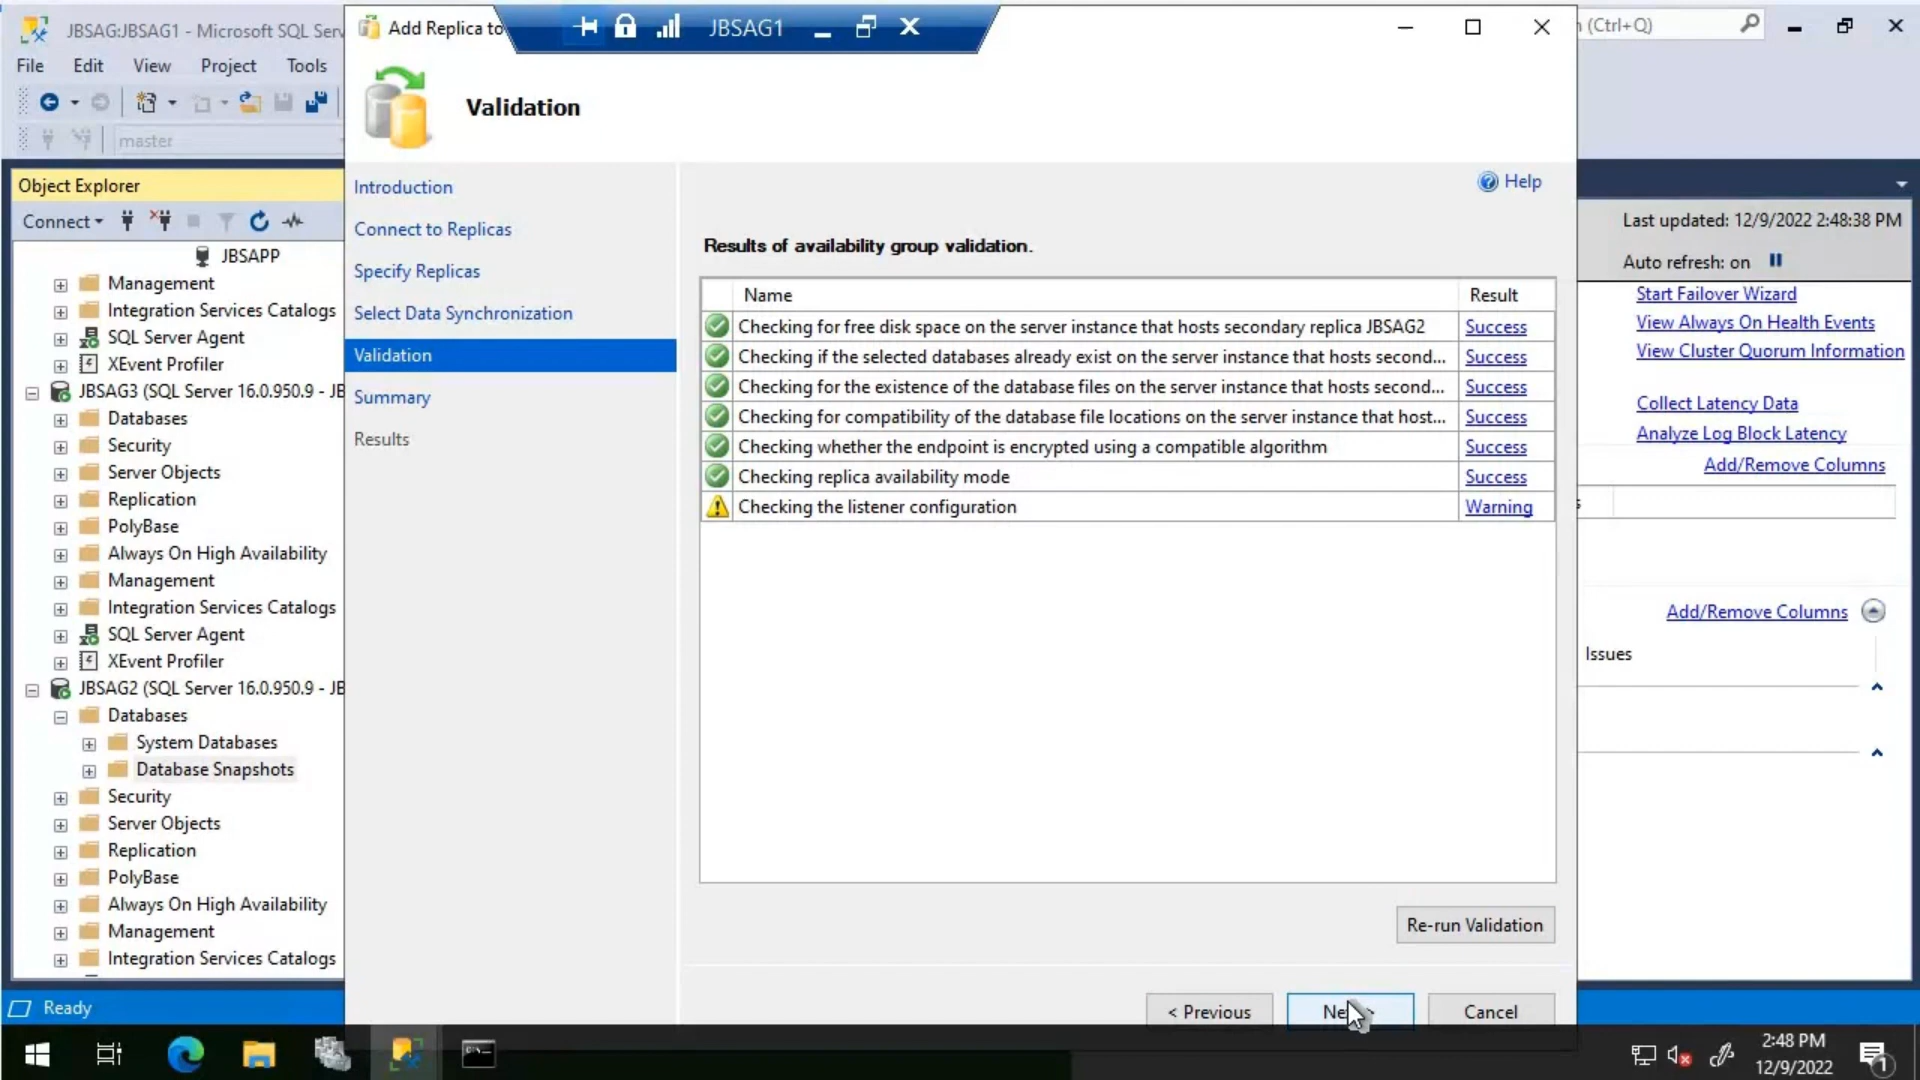 JBSAG:JBSAG1 - Microsoft SQL Serv
Add Replica to
JBSAG1
(Ctrl+Q)
File Edit View Project Tools
master
Validation
Object Explorer
Connect
JBSAPP
Management
Integration Services Catalogs
SQL Server Agent
XEvent Profiler
JBSAG3 (SQL Server 16.0.950.9 - JB
Databases
Security
Server Objects
Replication
PolyBase
Always On High Availability
Management
Integration Services Catalogs
SQL Server Agent
XEvent Profiler
JBSAG2 (SQL Server 16.0.950.9 - JB
Databases
System Databases
Database Snapshots
Security
Server Objects
Replication
PolyBase
Always On High Availability
Management
Integration Services Catalogs
Ready
Introduction
Connect to Replicas
Specify Replicas
Select Data Synchronization
Validation
Summary
Results
Help
Results of availability group validation.
Name Result
Checking for free disk space on the server instance that hosts secondary replica JBSAG2 Success
Checking if the selected databases already exist on the server instance that hosts second... Success
Checking for the existence of the database files on the server instance that hosts second... Success
Checking for compatibility of the database file locations on the server instance that host... Success
Checking whether the endpoint is encrypted using a compatible algorithm Success
Checking replica availability mode Success
Checking the listener configuration Warning
Re-run Validation
< Previous
Cancel
Last updated: 12/9/2022 2:48:38 PM
Auto refresh: on
Start Failover Wizard
View Always On Health Events
View Cluster Quorum Information
Collect Latency Data
Analyze Log Block Latency
Add/Remove Columns
Add/Remove Columns
Issues
2:48 PM
12/9/2022
1